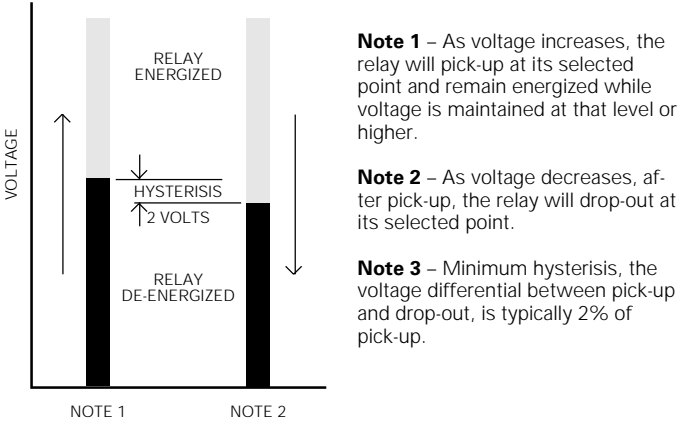 VOLTAGE
RELAY
ENERGIZED
HYSTERISIS
2 VOLTS
RELAY
DE-ENERGIZED
NOTE 1
NOTE 2
Note 1 – As voltage increases, the
relay will pick-up at its selected
point and remain energized while
voltage is maintained at that level or
higher.
Note 2 – As voltage decreases, af-
ter pick-up, the relay will drop-out at
its selected point.
Note 3 – Minimum hysterisis, the
voltage differential between pick-up
and drop-out, is typically 2% of
pick-up.